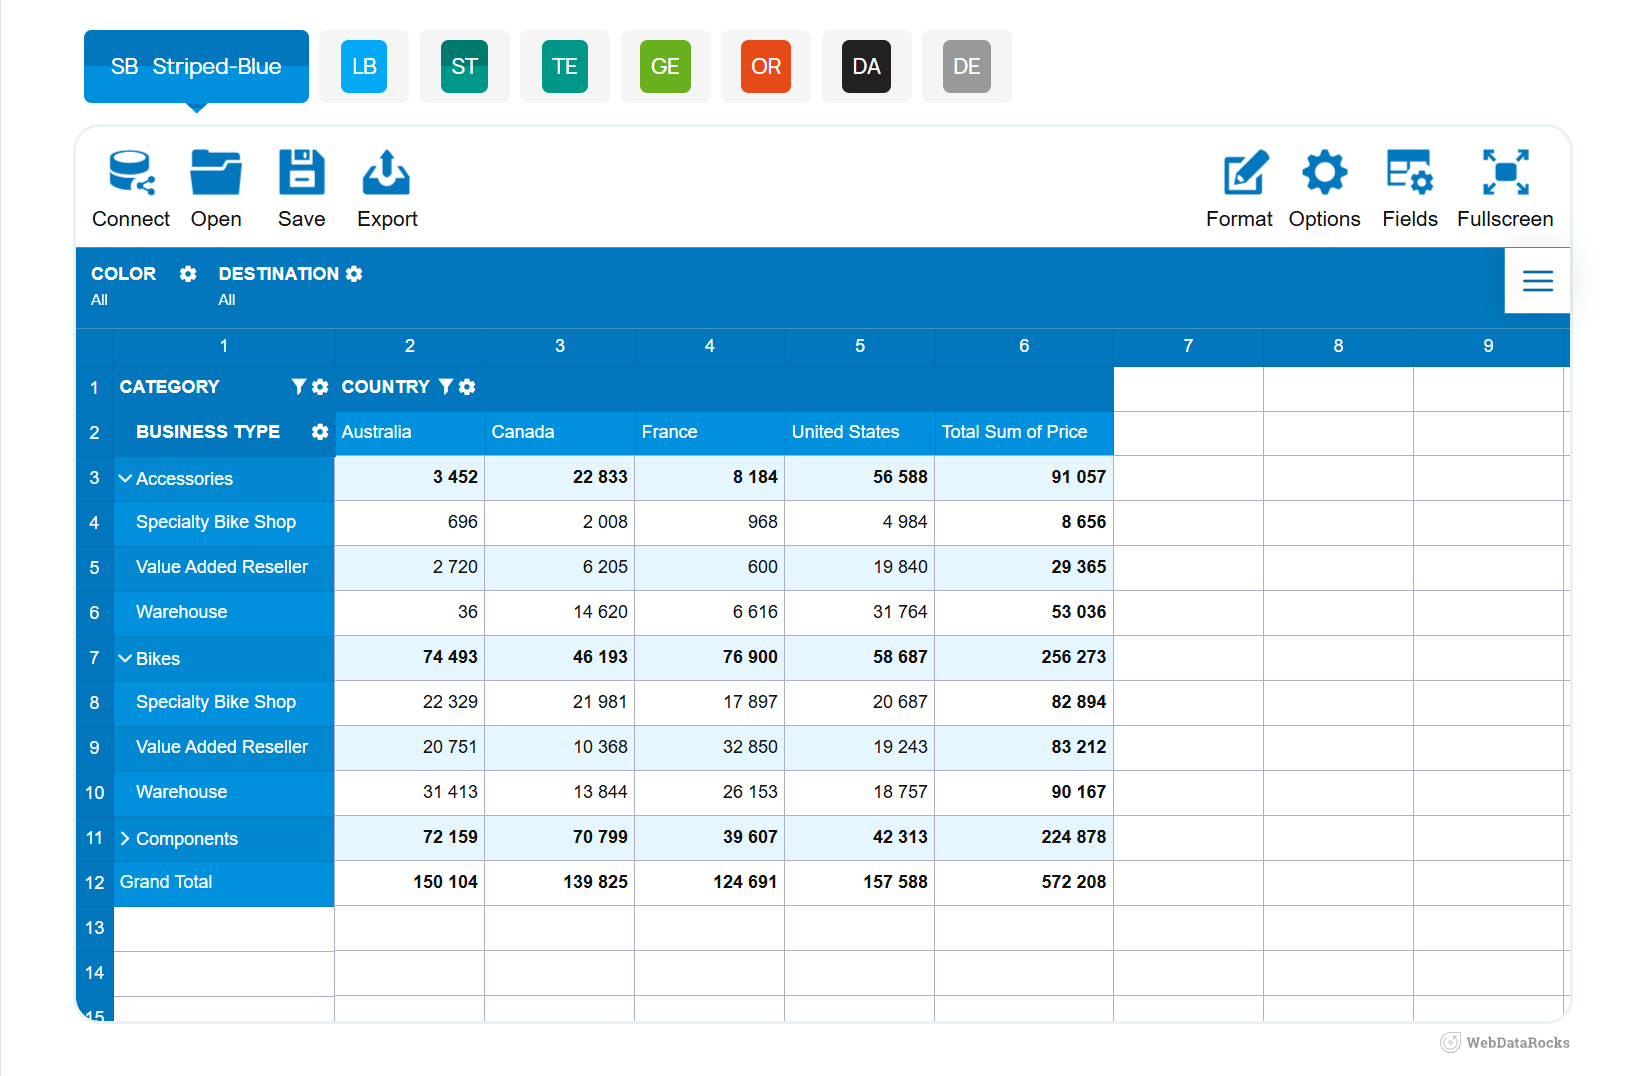 SB Striped-Blue LB ST TE GE OR DA DE
Connect Open Save Export Format Options Fields Fullscreen
COLOR DESTINATION
All All
1 2 3 4 5 6 7 8 9
1 CATEGORY COUNTRY
2 BUSINESS TYPE Australia Canada France United States Total Sum of Price
3 Accessories 3 452 22 833 8 184 56 588 91 057
4 Specialty Bike Shop 696 2 008 968 4 984 8 656
5 Value Added Reseller 2 720 6 205 600 19 840 29 365
6 Warehouse 36 14 620 6 616 31 764 53 036
7 Bikes 74 493 46 193 76 900 58 687 256 273
8 Specialty Bike Shop 22 329 21 981 17 897 20 687 82 894
9 Value Added Reseller 20 751 10 368 32 850 19 243 83 212
10 Warehouse 31 413 13 844 26 153 18 757 90 167
11 Components 72 159 70 799 39 607 42 313 224 878
12 Grand Total 150 104 139 825 124 691 157 588 572 208
13
14
15
WebDataRocks